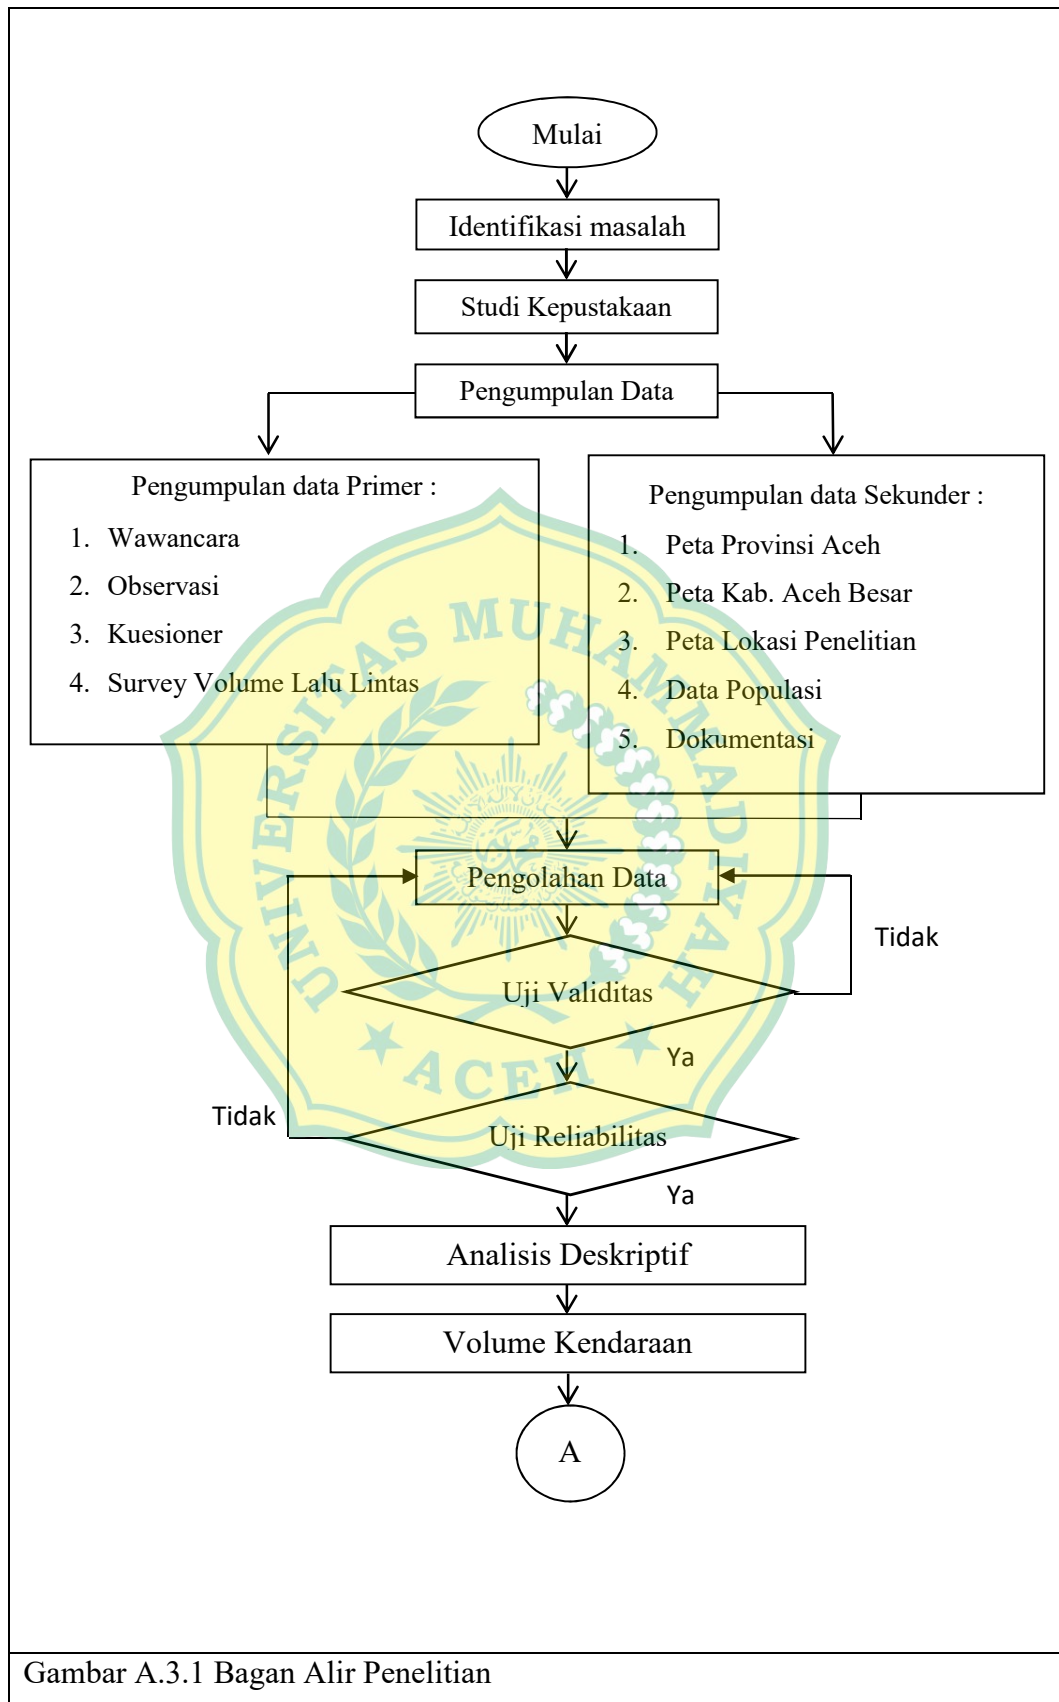 Mulai
Identifikasi masalah
Studi Kepustakaan
Pengumpulan Data
Pengumpulan data Primer :
1. Wawancara
2. Observasi
3. Kuesioner
4. Survey Volume Lalu Lintas
Pengumpulan data Sekunder :
1. Peta Provinsi Aceh
2. Peta Kab. Aceh Besar
3. Peta Lokasi Penelitian
4. Data Populasi
5. Dokumentasi
UNIVERSITAS MUHAMMADIYAH
ACEH
Pengolahan Data
Tidak
Uji Validitas
Ya
Tidak
Uji Reliabilitas
Ya
Analisis Deskriptif
Volume Kendaraan
A
Gambar A.3.1 Bagan Alir Penelitian